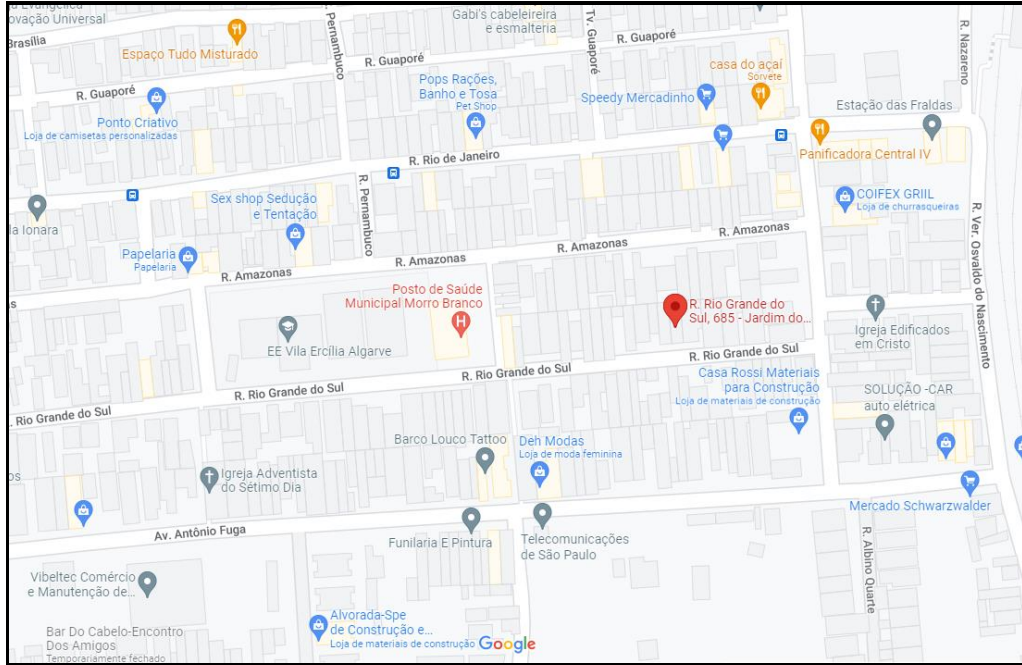 ovação Universal
Brasília
Espaço Tudo Misturado
R. Pernambuco
Gabi's cabeleireira
e esmalteria
Tv. Guaporé
R. Guaporé
R. Nazareno
R. Guaporé
R. Guaporé
casa do açaí
Sorvete
Pops Rações,
Banho e Tosa
Pet Shop
Speedy Mercadinho
Estação das Fraldas
Ponto Criativo
Loja de camisetas personalizadas
Panificadora Central IV
R. Rio de Janeiro
R. Pernambuco
COIFEX GRIIL
Loja de churrasqueiras
Sex shop Sedução
e Tentação
la Ionara
R. Ver. Osvaldo do Nascimento
R. Amazonas
R. Amazonas
Papelaria
Papelaria
R. Amazonas
R. Amazonas
as
Posto de Saúde
Municipal Morro Branco
R. Rio Grande do
Sul, 685 - Jardim do...
Igreja Edificados
em Cristo
EE Vila Ercília Algarve
R. Rio Grande do Sul
R. Rio Grande do Sul
R. Rio Grande do Sul
R. Rio Grande do Sul
Casa Rossi Materiais
para Construção
Loja de materiais de construção
SOLUÇÃO -CAR
auto elétrica
Barco Louco Tattoo
Deh Modas
Loja de moda feminina
os
Igreja Adventista
do Sétimo Dia
Mercado Schwarzwalder
Av. Antônio Fuga
Funilaria E Pintura
Telecomunicações
de São Paulo
R. Albino Quarte
Vibeltec Comércio
e Manutenção de...
Alvorada-Spe
de Construção e...
Loja de materiais de construção
Google
Bar Do Cabelo-Encontro
Dos Amigos
Temporariamente fechado